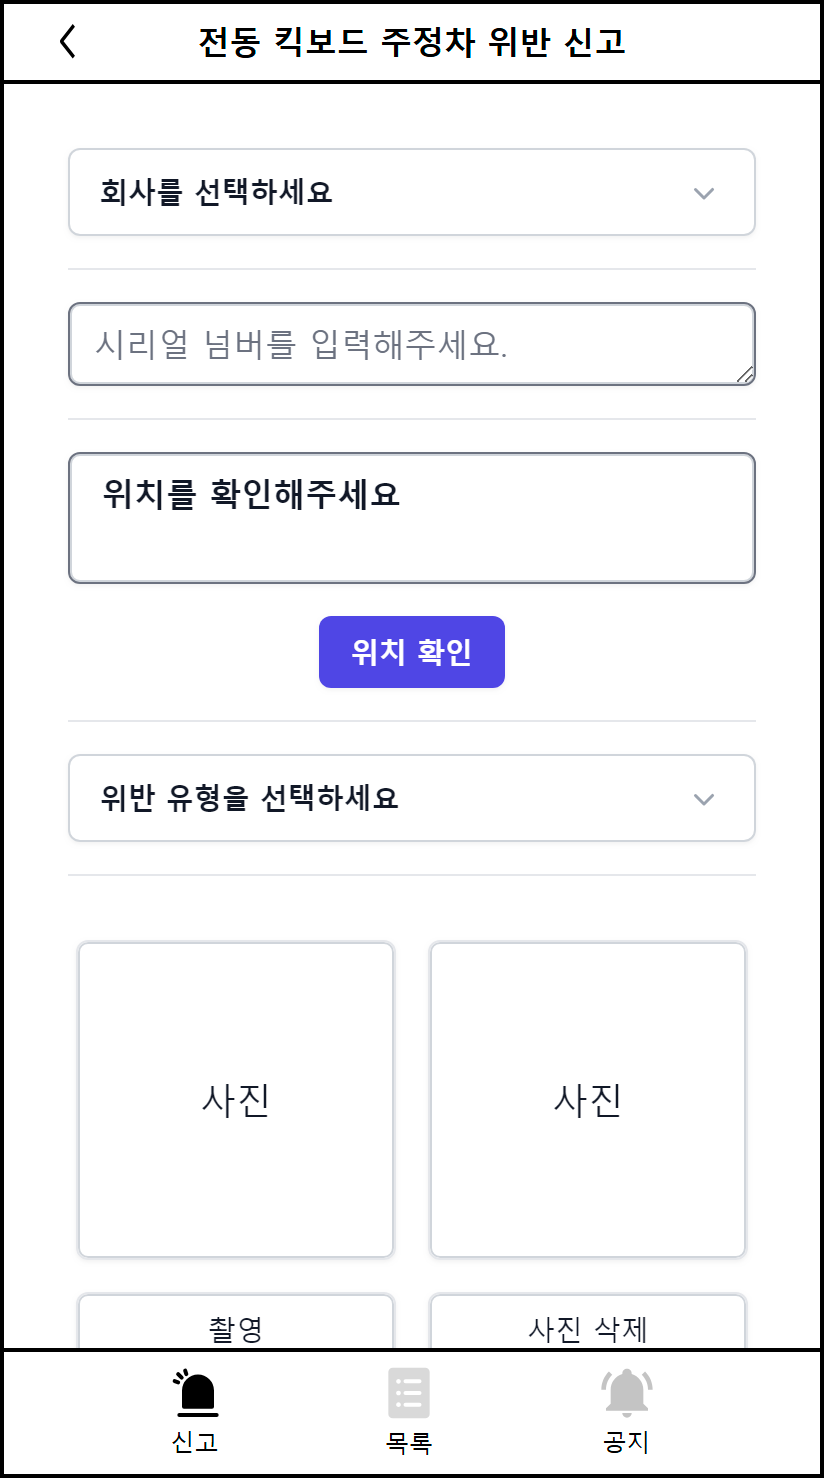 전동 킥보드 주정차 위반 신고
회사를 선택하세요
시리얼 넘버를 입력해주세요.
위치를 확인해주세요
위치 확인
위반 유형을 선택하세요
사진 사진
촬영 사진 삭제
신고 목록 공지